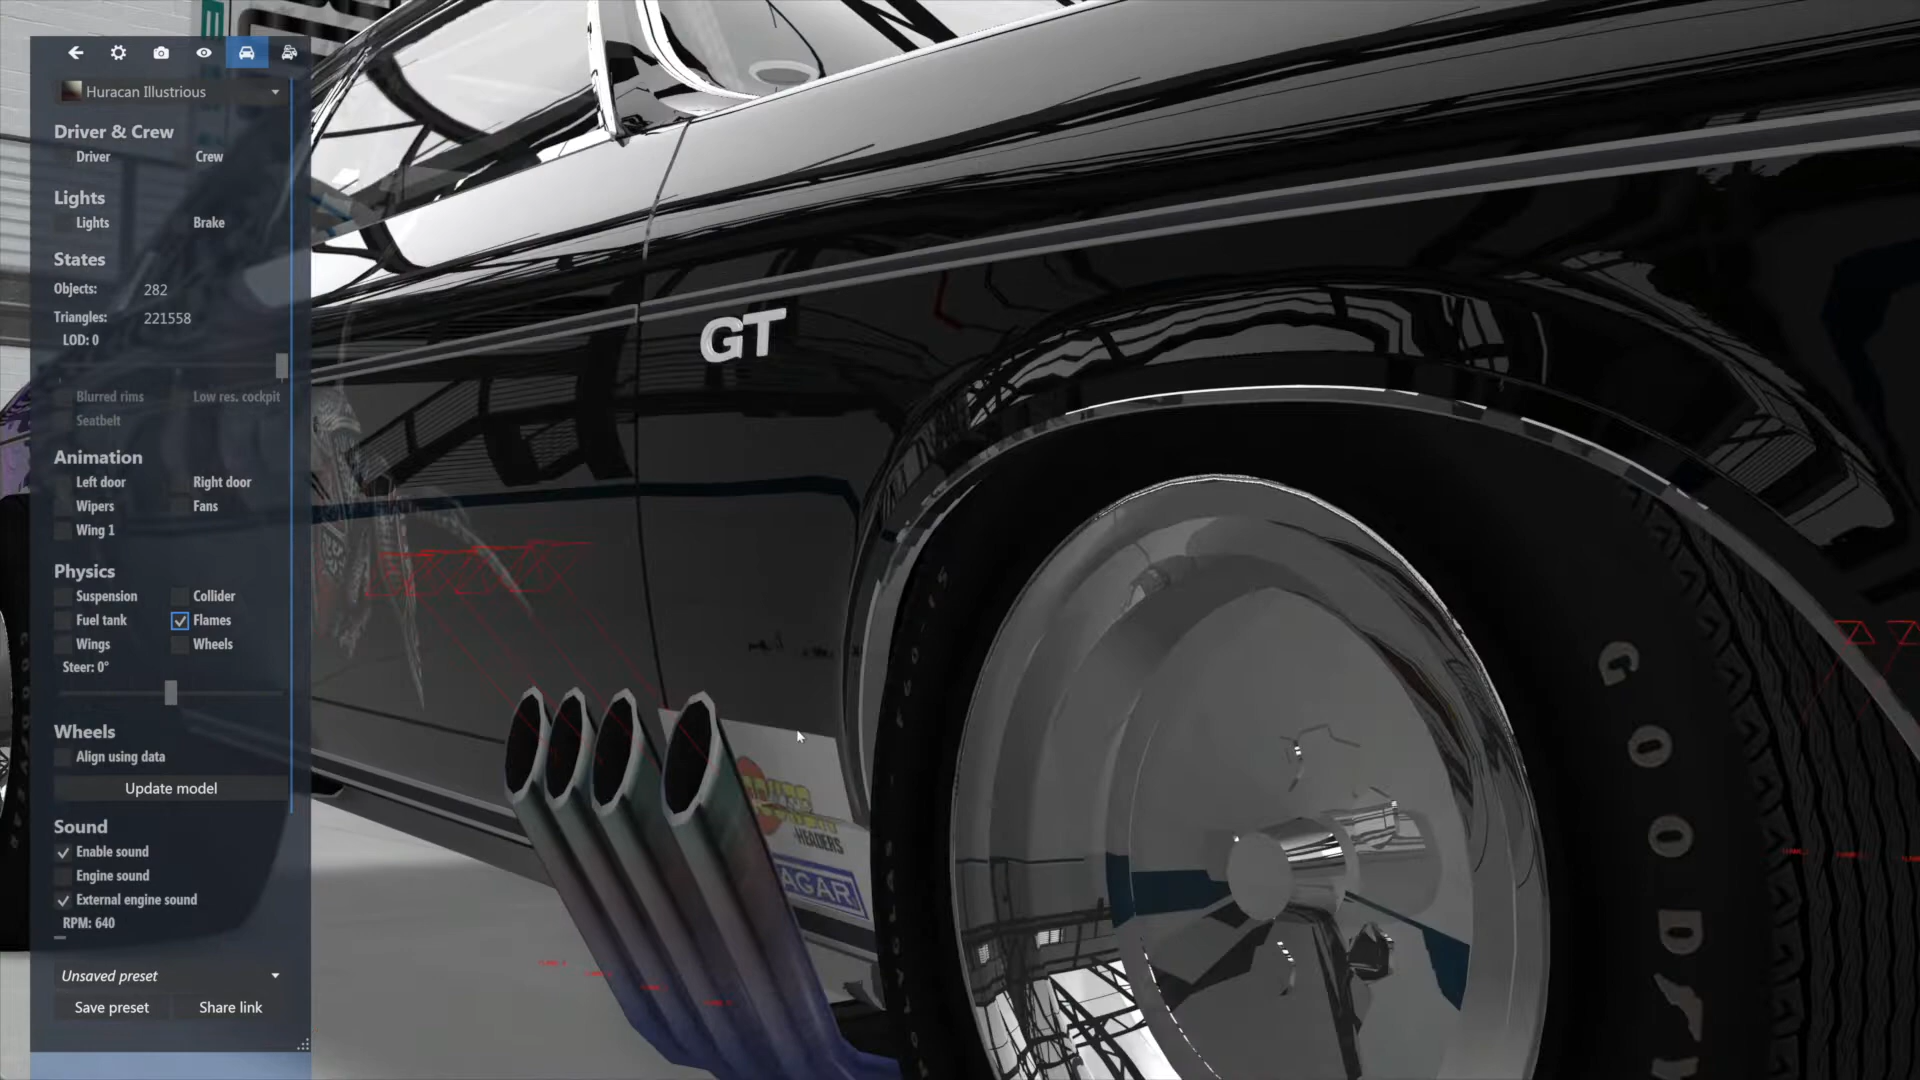 Huracan Illustrious
Driver & Crew
Driver Crew
Lights
Lights Brake
States
Objects: 282
Triangles: 221558
LOD: 0
Blurred rims Low res. cockpit
Seatbelt
Animation
Left door Right door
Wipers Fans
Wing 1
Physics
Suspension Collider
Fuel tank Flames
Wings Wheels
Steer: 0°
Wheels
Align using data
Update model
Sound
Enable sound
Engine sound
External engine sound
RPM: 640
Unsaved preset
Save preset Share link
GT
HEADERS
AGAR
GOOD